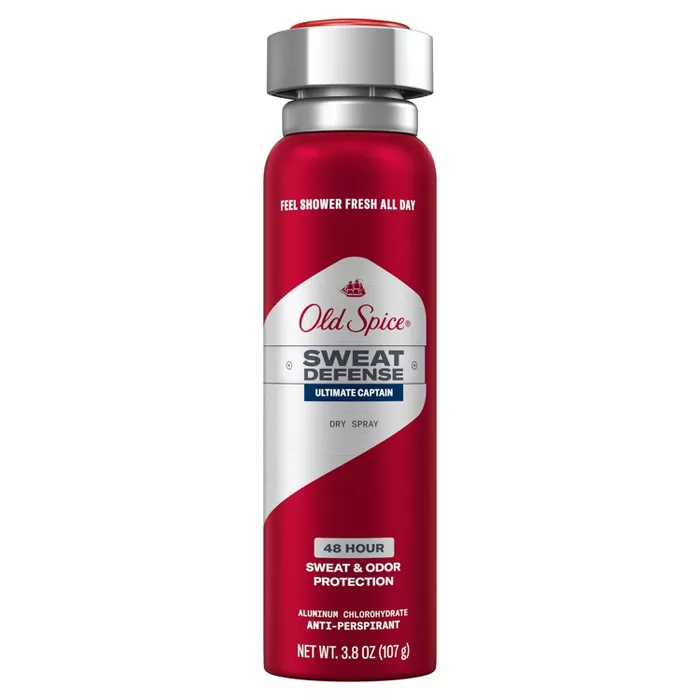 FEEL SHOWER FRESH ALL DAY
Old Spice®
SWEAT
DEFENSE
ULTIMATE CAPTAIN
DRY SPRAY
48 HOUR
SWEAT & ODOR
PROTECTION
ALUMINUM CHLOROHYDRATE
ANTI-PERSPIRANT
NET WT. 3.8 OZ (107 g)